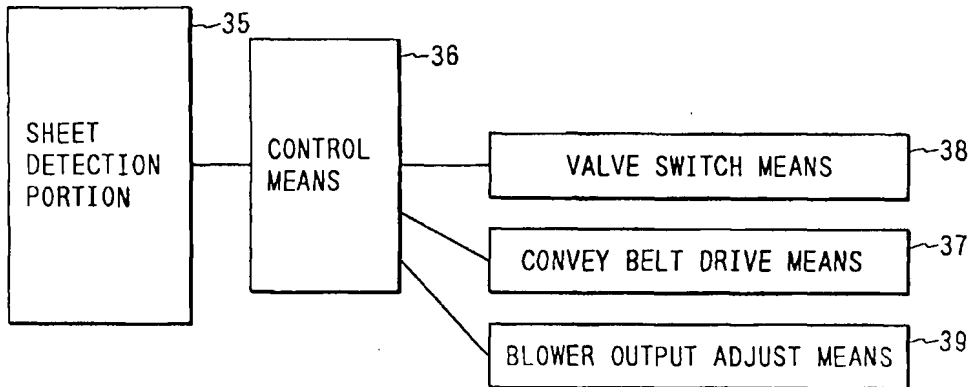 35
SHEET
DETECTION
PORTION
36
CONTROL
MEANS
VALVE SWITCH MEANS
38
CONVEY BELT DRIVE MEANS
37
BLOWER OUTPUT ADJUST MEANS
39